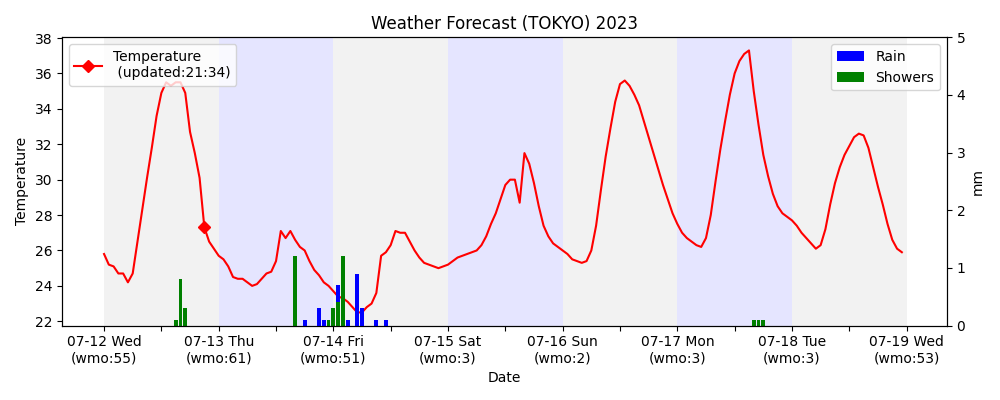 Weather Forecast (TOKYO) 2023
Temperature
(updated:21:34)
Rain
Showers
38
36
34
32
30
28
26
24
22
Temperature
5
4
3
2
1
0
mm
07-12 Wed
(wmo:55)
07-13 Thu
(wmo:61)
07-14 Fri
(wmo:51)
07-15 Sat
(wmo:3)
07-16 Sun
(wmo:2)
07-17 Mon
(wmo:3)
07-18 Tue
(wmo:3)
07-19 Wed
(wmo:53)
Date